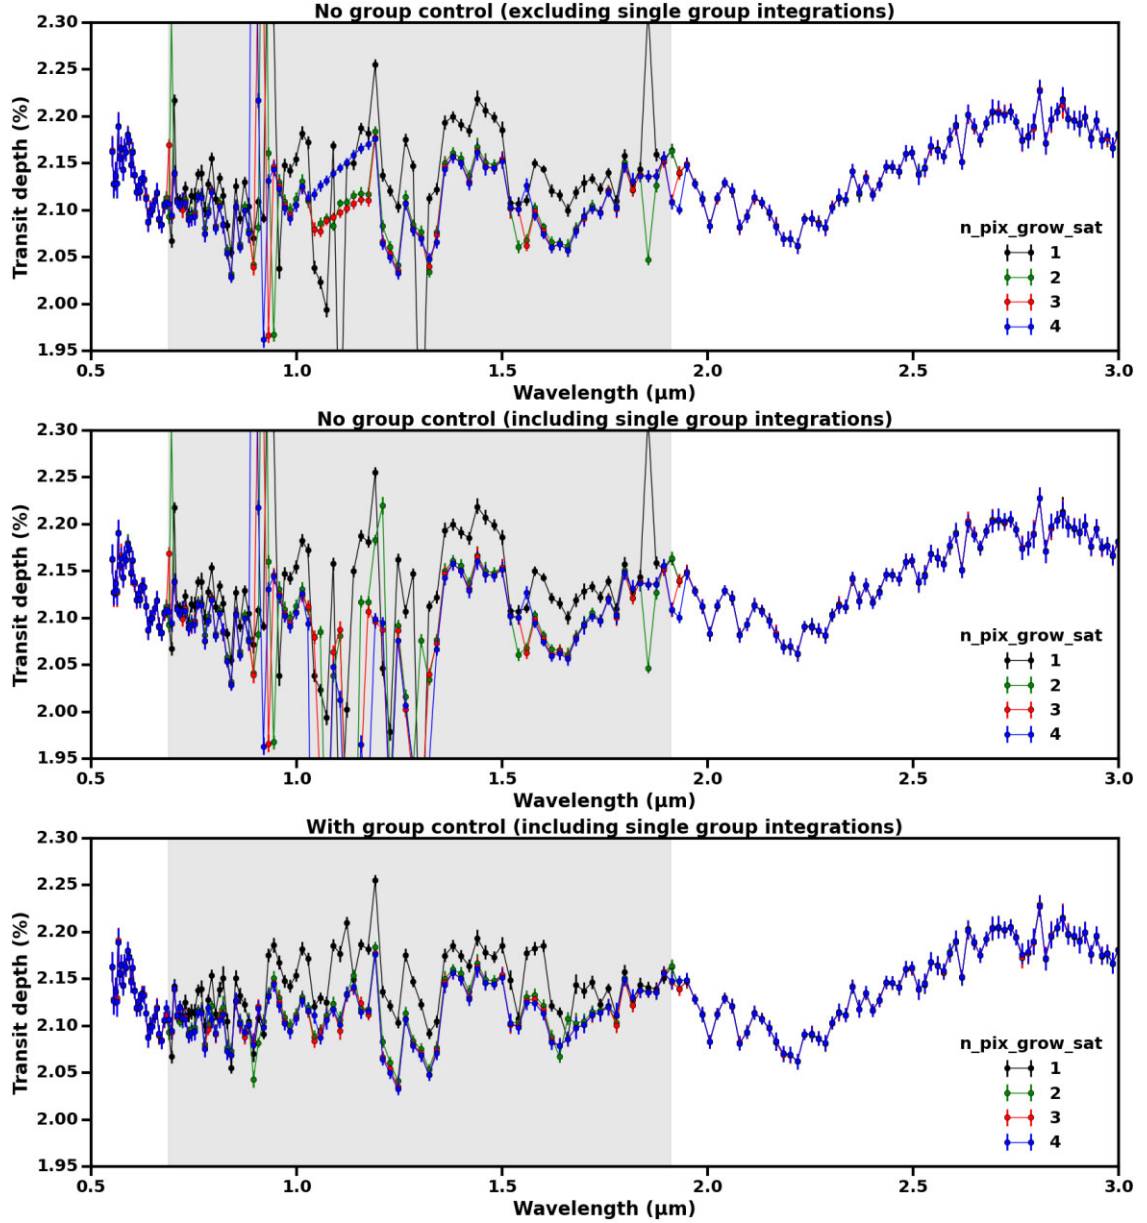 No group control (excluding single group integrations)
2.30
2.25
2.20
2.15
2.10
2.05
2.00
1.95
Transit depth (%)
0.5 1.0 1.5 2.0 2.5 3.0
Wavelength (μm)
n_pix_grow_sat
1
2
3
4
No group control (including single group integrations)
2.30
2.25
2.20
2.15
2.10
2.05
2.00
1.95
Transit depth (%)
0.5 1.0 1.5 2.0 2.5 3.0
Wavelength (μm)
n_pix_grow_sat
1
2
3
4
With group control (including single group integrations)
2.30
2.25
2.20
2.15
2.10
2.05
2.00
1.95
Transit depth (%)
0.5 1.0 1.5 2.0 2.5 3.0
Wavelength (μm)
n_pix_grow_sat
1
2
3
4